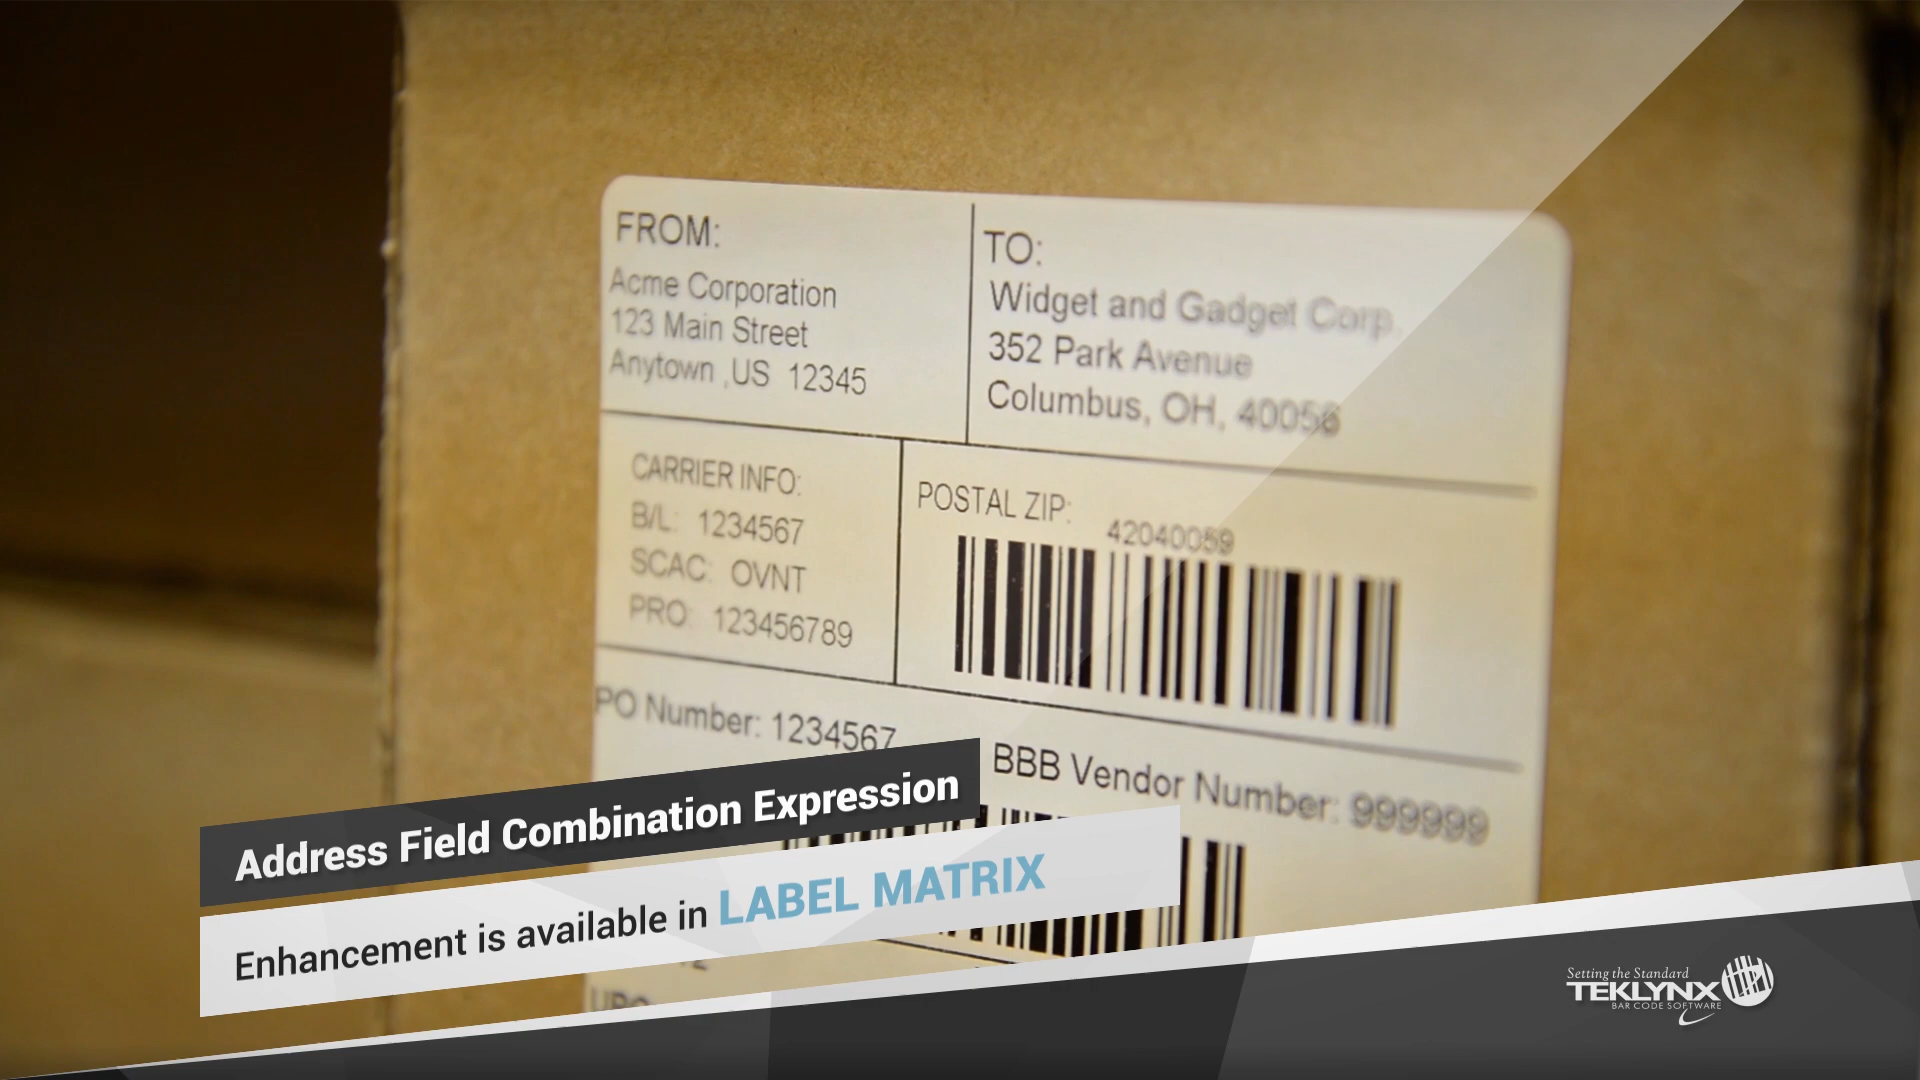 FROM:
Acme Corporation
123 Main Street
Anytown ,US 12345
TO:
Widget and Gadget Corp.
352 Park Avenue
Columbus, OH, 40056
CARRIER INFO:
B/L: 1234567
SCAC: OVNT
PRO: 123456789
POSTAL ZIP:
42040059
PO Number: 1234567
BBB Vendor Number: 999999
Address Field Combination Expression
Enhancement is available in LABEL MATRIX
UPC
Setting the Standard
TEKLYNX
BAR CODE SOFTWARE